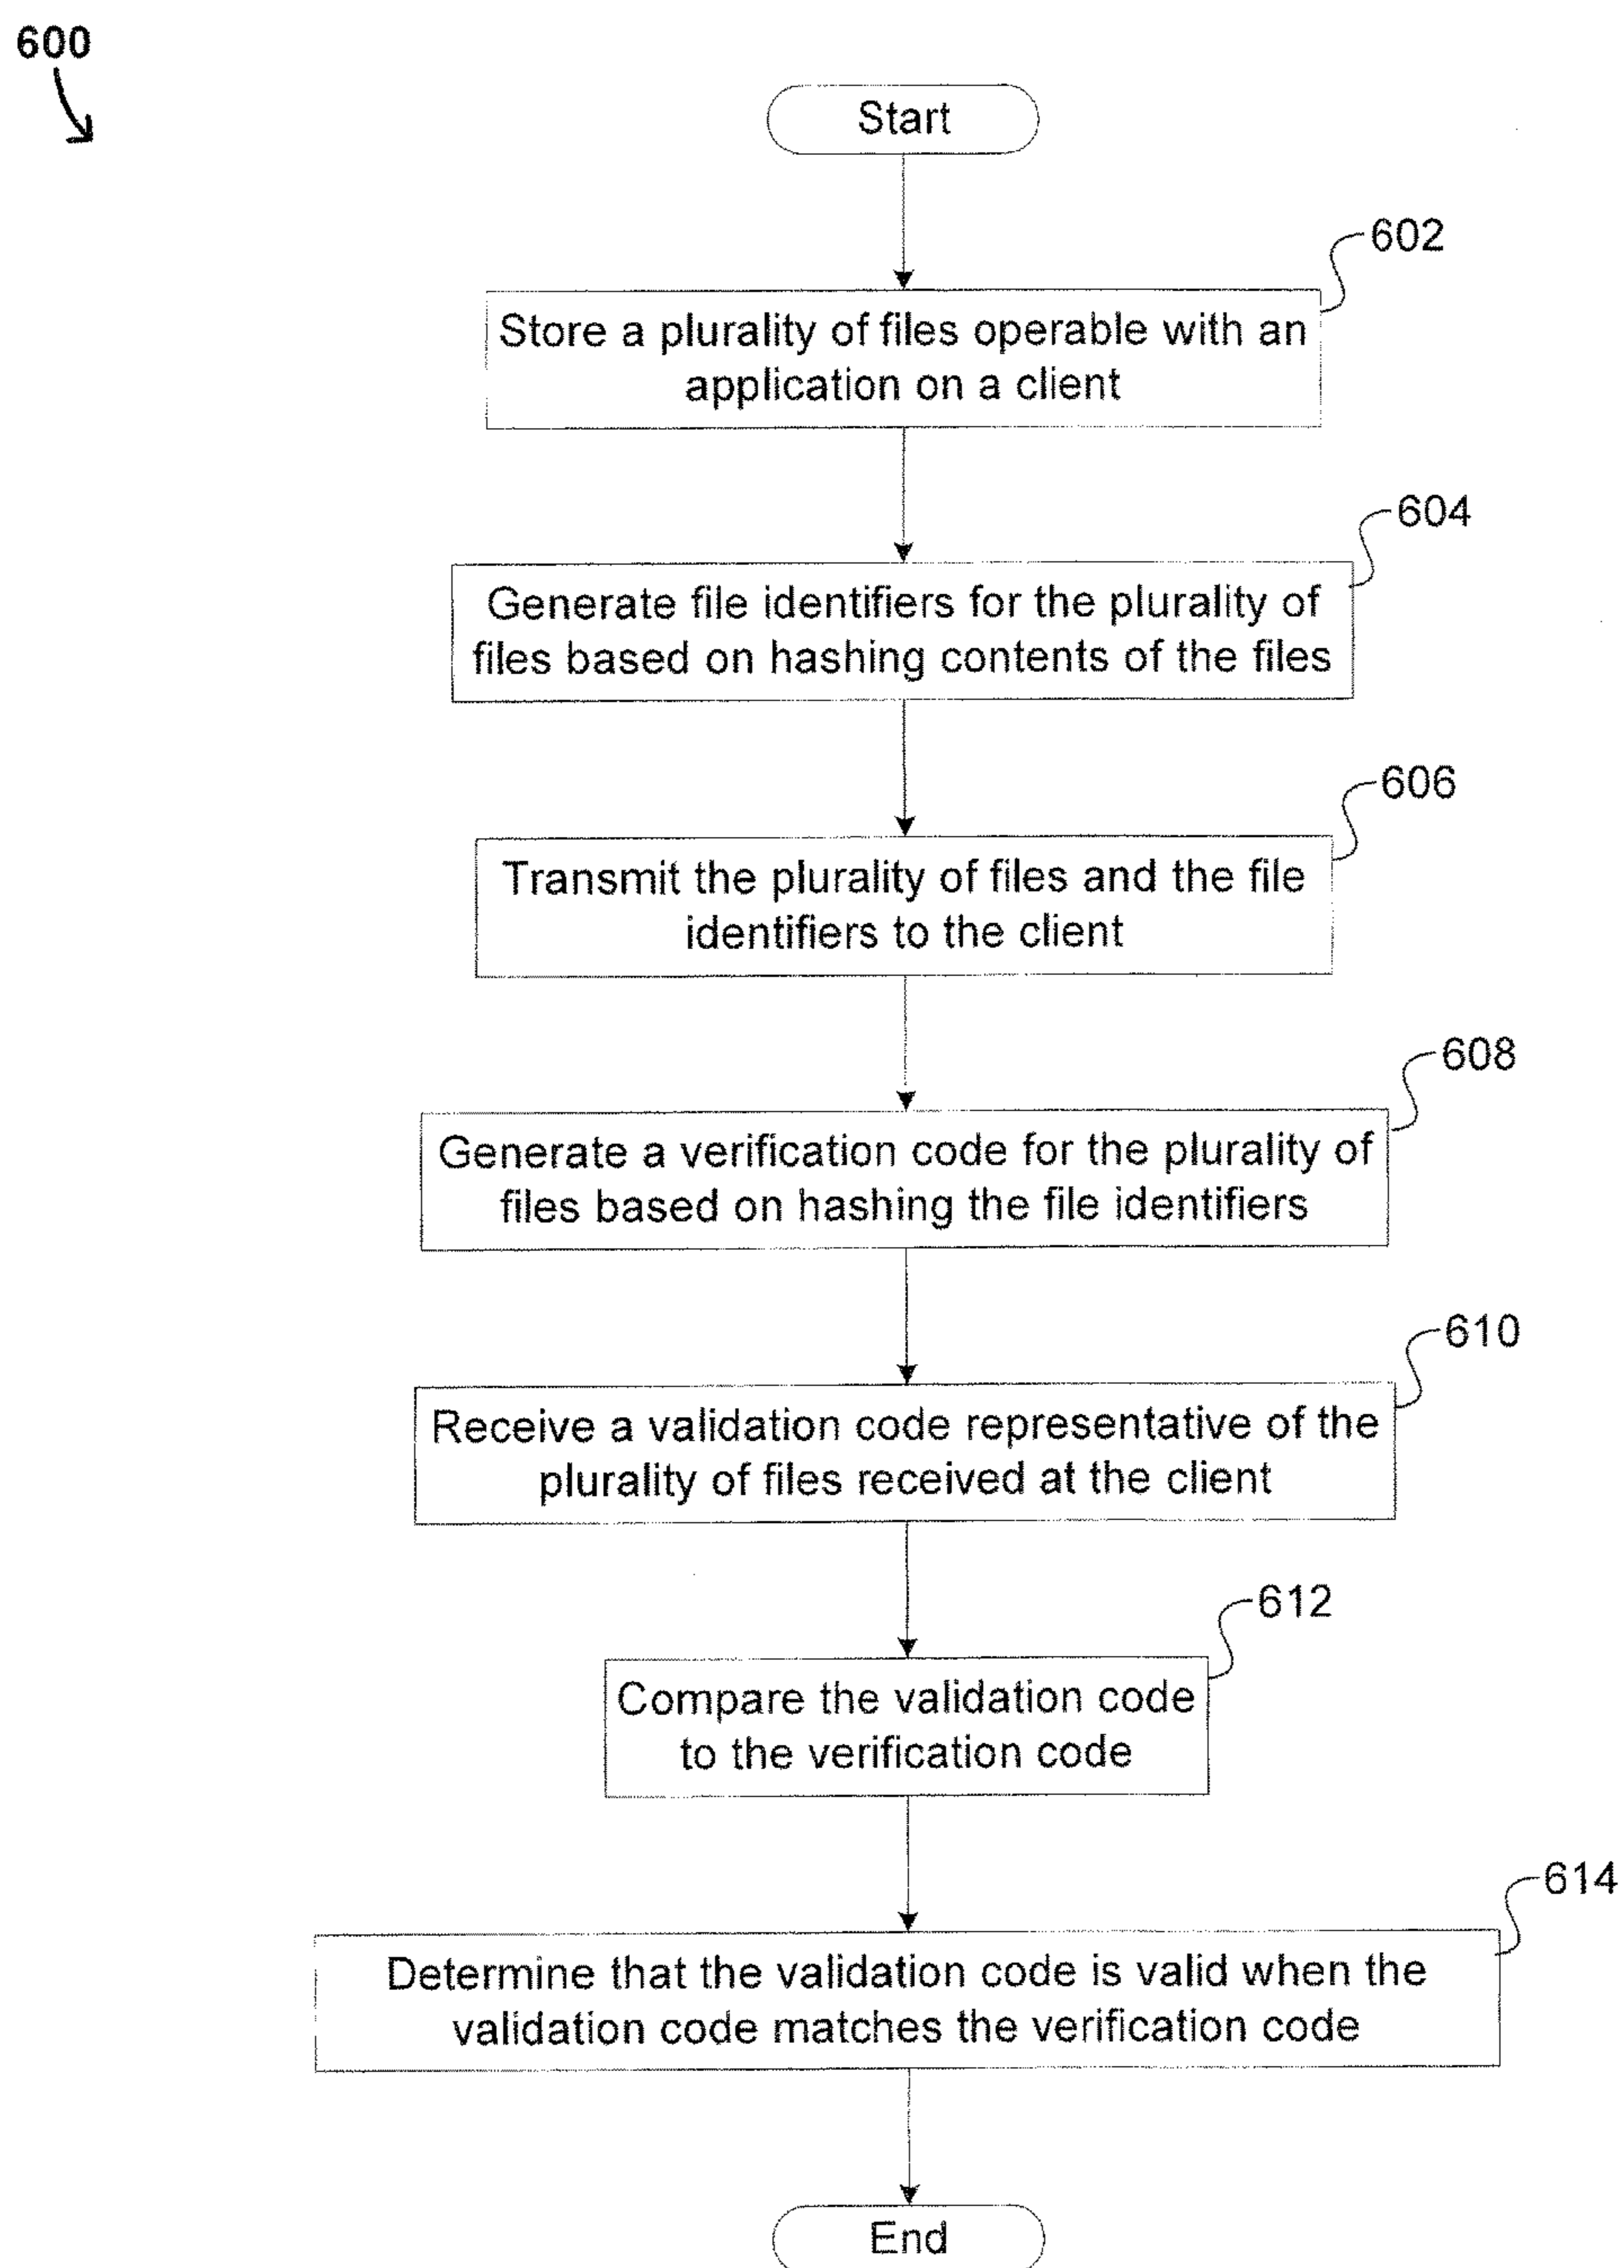 600
Start
602
Store a plurality of files operable with an
application on a client
604
Generate file identifiers for the plurality of
files based on hashing contents of the files
606
Transmit the plurality of files and the file
identifiers to the client
608
Generate a verification code for the plurality of
files based on hashing the file identifiers
610
Receive a validation code representative of the
plurality of files received at the client
612
Compare the validation code
to the verification code
614
Determine that the validation code is valid when the
validation code matches the verification code
End